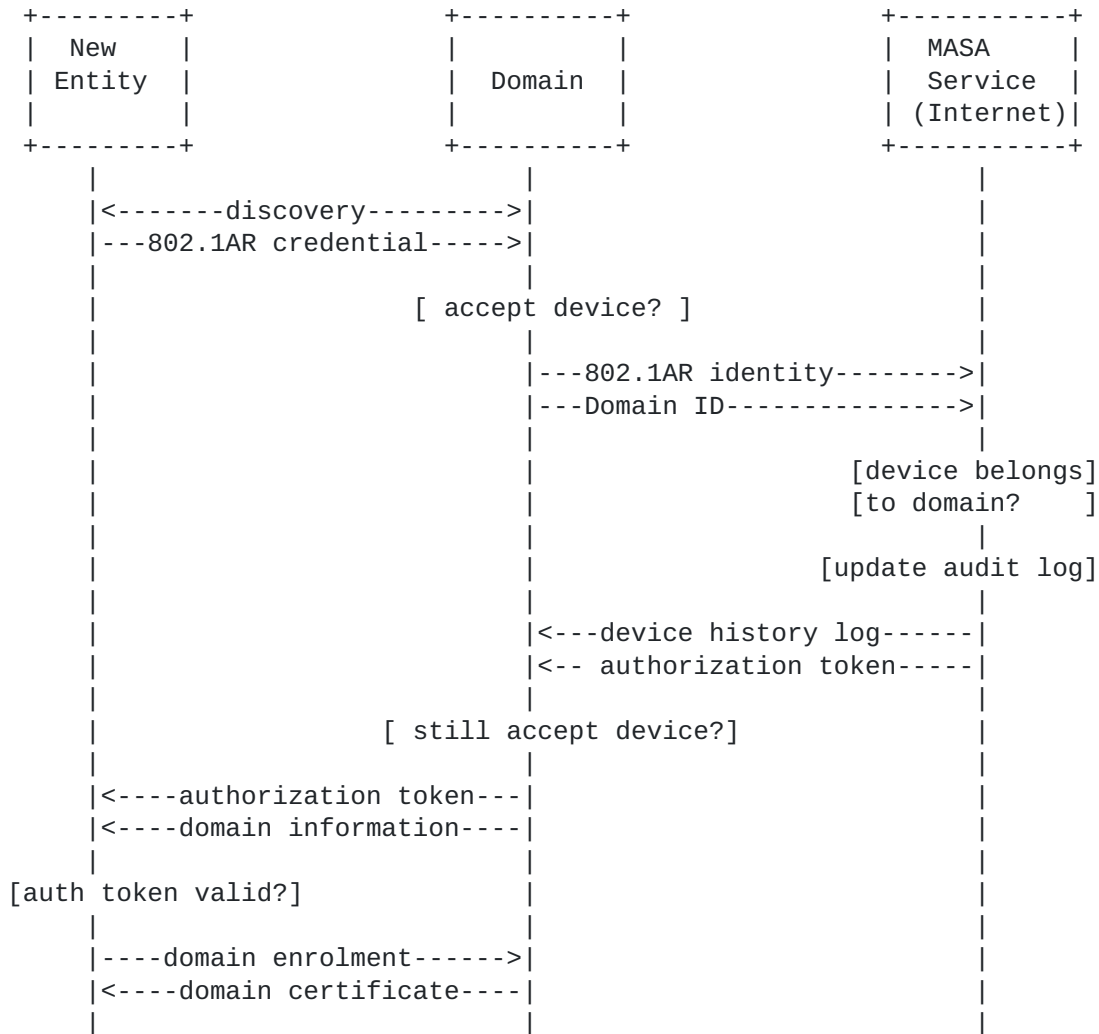 +---------+                +----------+                +-----------+
|  New    |                |          |                |  MASA     |
| Entity  |                |  Domain  |                |  Service  |
|         |                |          |                | (Internet)|
+---------+                +----------+                +-----------+
    |                           |                            |
    |<-------discovery--------->|                            |
    |---802.1AR credential----->|                            |
    |                           |                            |
    |                    [ accept device? ]                  |
    |                           |                            |
    |                           |---802.1AR identity-------->|
    |                           |---Domain ID--------------->|
    |                           |                            |
    |                           |                    [device belongs]
    |                           |                    [to domain?    ]
    |                           |                            |
    |                           |                  [update audit log]
    |                           |                            |
    |                           |<---device history log------|
    |                           |<-- authorization token-----|
    |                           |                            |
    |                  [ still accept device?]               |
    |                           |                            |
    |<----authorization token---|                            |
    |<----domain information----|                            |
    |                           |                            |
[auth token valid?]             |                            |
    |                           |                            |
    |----domain enrolment------>|                            |
    |<----domain certificate----|                            |
    |                           |                            |